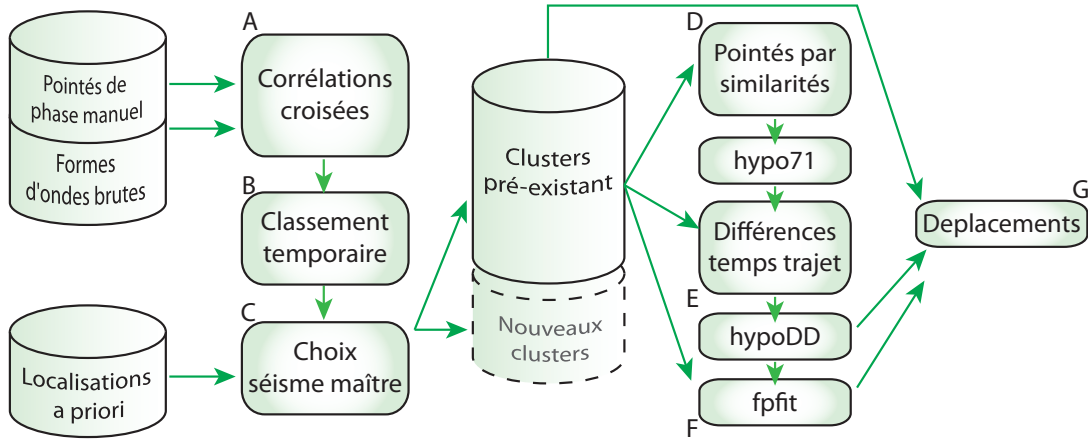 Pointés de
phase manuel
Formes
d'ondes brutes
Localisations
a priori
A
Corrélations
croisées
B
Classement
temporaire
C
Choix
séisme maître
Clusters
pré-existant
Nouveaux
clusters
D
Pointés par
similarités
hypo71
Différences
temps trajet
E
hypoDD
fpfit
F
G
Deplacements